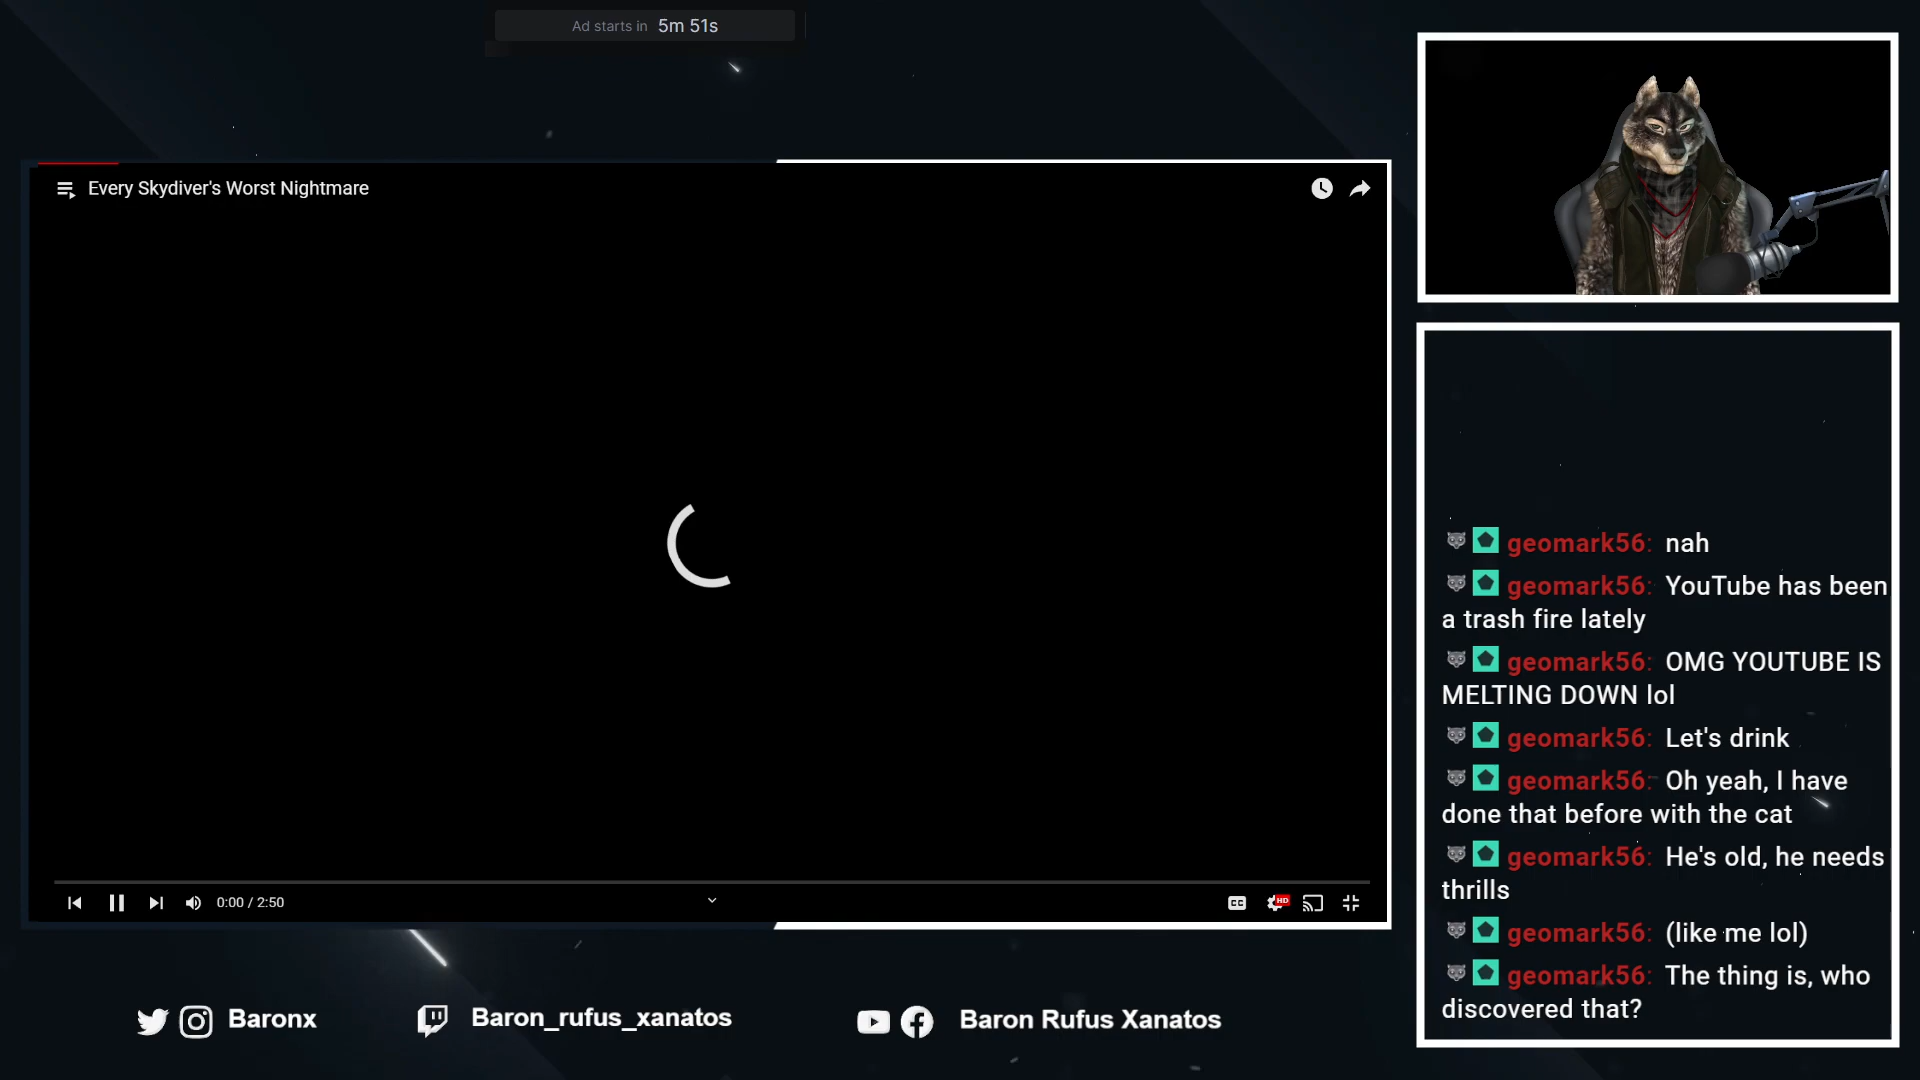 Ad starts in 5m 51s
Every Skydiver's Worst Nightmare
0:00 / 2:50
CC
HD
geomark56: nah
geomark56: YouTube has been
a trash fire lately
geomark56: OMG YOUTUBE IS
MELTING DOWN lol
geomark56: Let's drink
geomark56: Oh yeah, I have
done that before with the cat
geomark56: He's old, he needs
thrills
geomark56: (like me lol)
geomark56: The thing is, who
discovered that?
Baronx
Baron_rufus_xanatos
Baron Rufus Xanatos